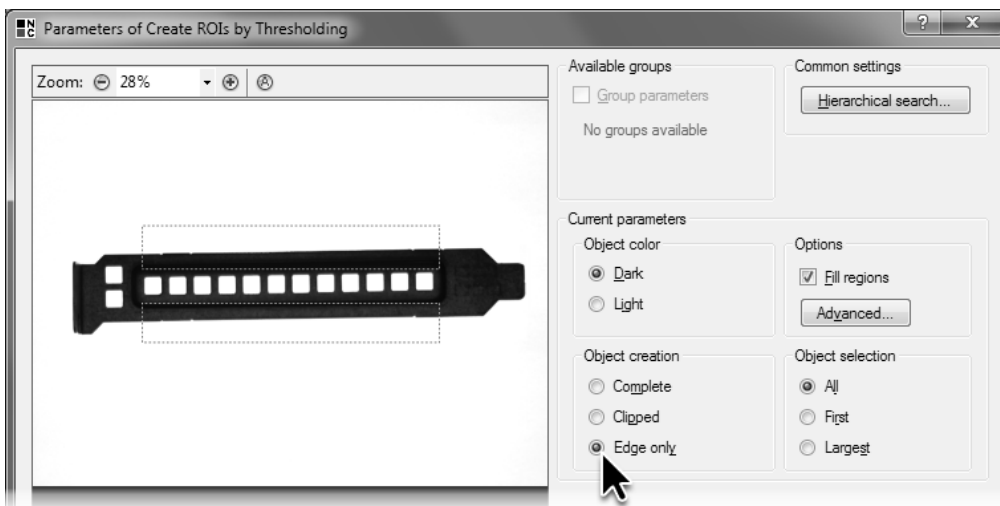 Parameters of Create ROIs by Thresholding
Zoom: 28%
Available groups
Group parameters
No groups available
Common settings
Hierarchical search...
Current parameters
Object color
Dark
Light
Options
Fill regions
Advanced...
Object creation
Complete
Clipped
Edge only
Object selection
All
First
Largest